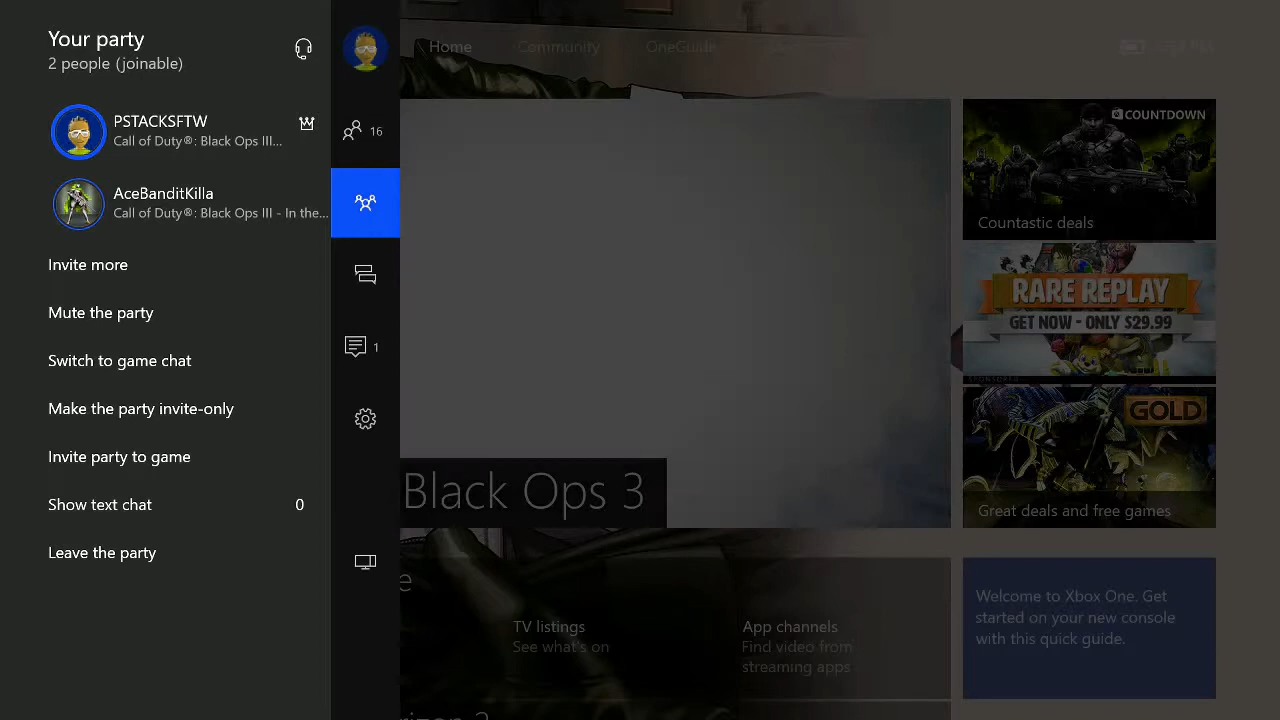 Your party
2 people (joinable)
PSTACKSFTW
Call of Duty®: Black Ops III...
AceBanditKilla
Call of Duty®: Black Ops III - In the...
Invite more
Mute the party
Switch to game chat
Make the party invite-only
Invite party to game
Show text chat 0
Leave the party
16
1
Home Community OneGuide
Black Ops 3
COUNTDOWN
Countastic deals
RARE REPLAY
GET NOW - ONLY $29.99
SPONSORED
GOLD
Great deals and free games
TV listings
See what's on
App channels
Find video from
streaming apps
Welcome to Xbox One. Get
started on your new console
with this quick guide.